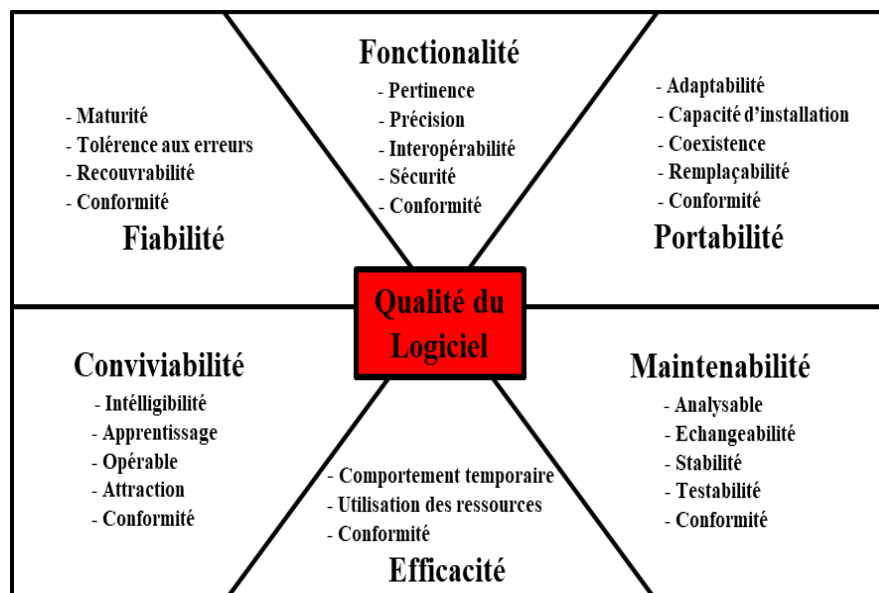 Fonctionalité
- Pertinence
- Précision
- Interopérabilité
- Sécurité
- Conformité
- Maturité
- Tolérence aux erreurs
- Recouvrabilité
- Conformité
Fiabilité
- Adaptabilité
- Capacité d'installation
- Coexistence
- Remplaçabilité
- Conformité
Portabilité
Qualité du
Logiciel
Conviviabilité
- Intélligibilité
- Apprentissage
- Opérable
- Attraction
- Conformité
- Comportement temporaire
- Utilisation des ressources
- Conformité
Efficacité
Maintenabilité
- Analysable
- Echangeabilité
- Stabilité
- Testabilité
- Conformité